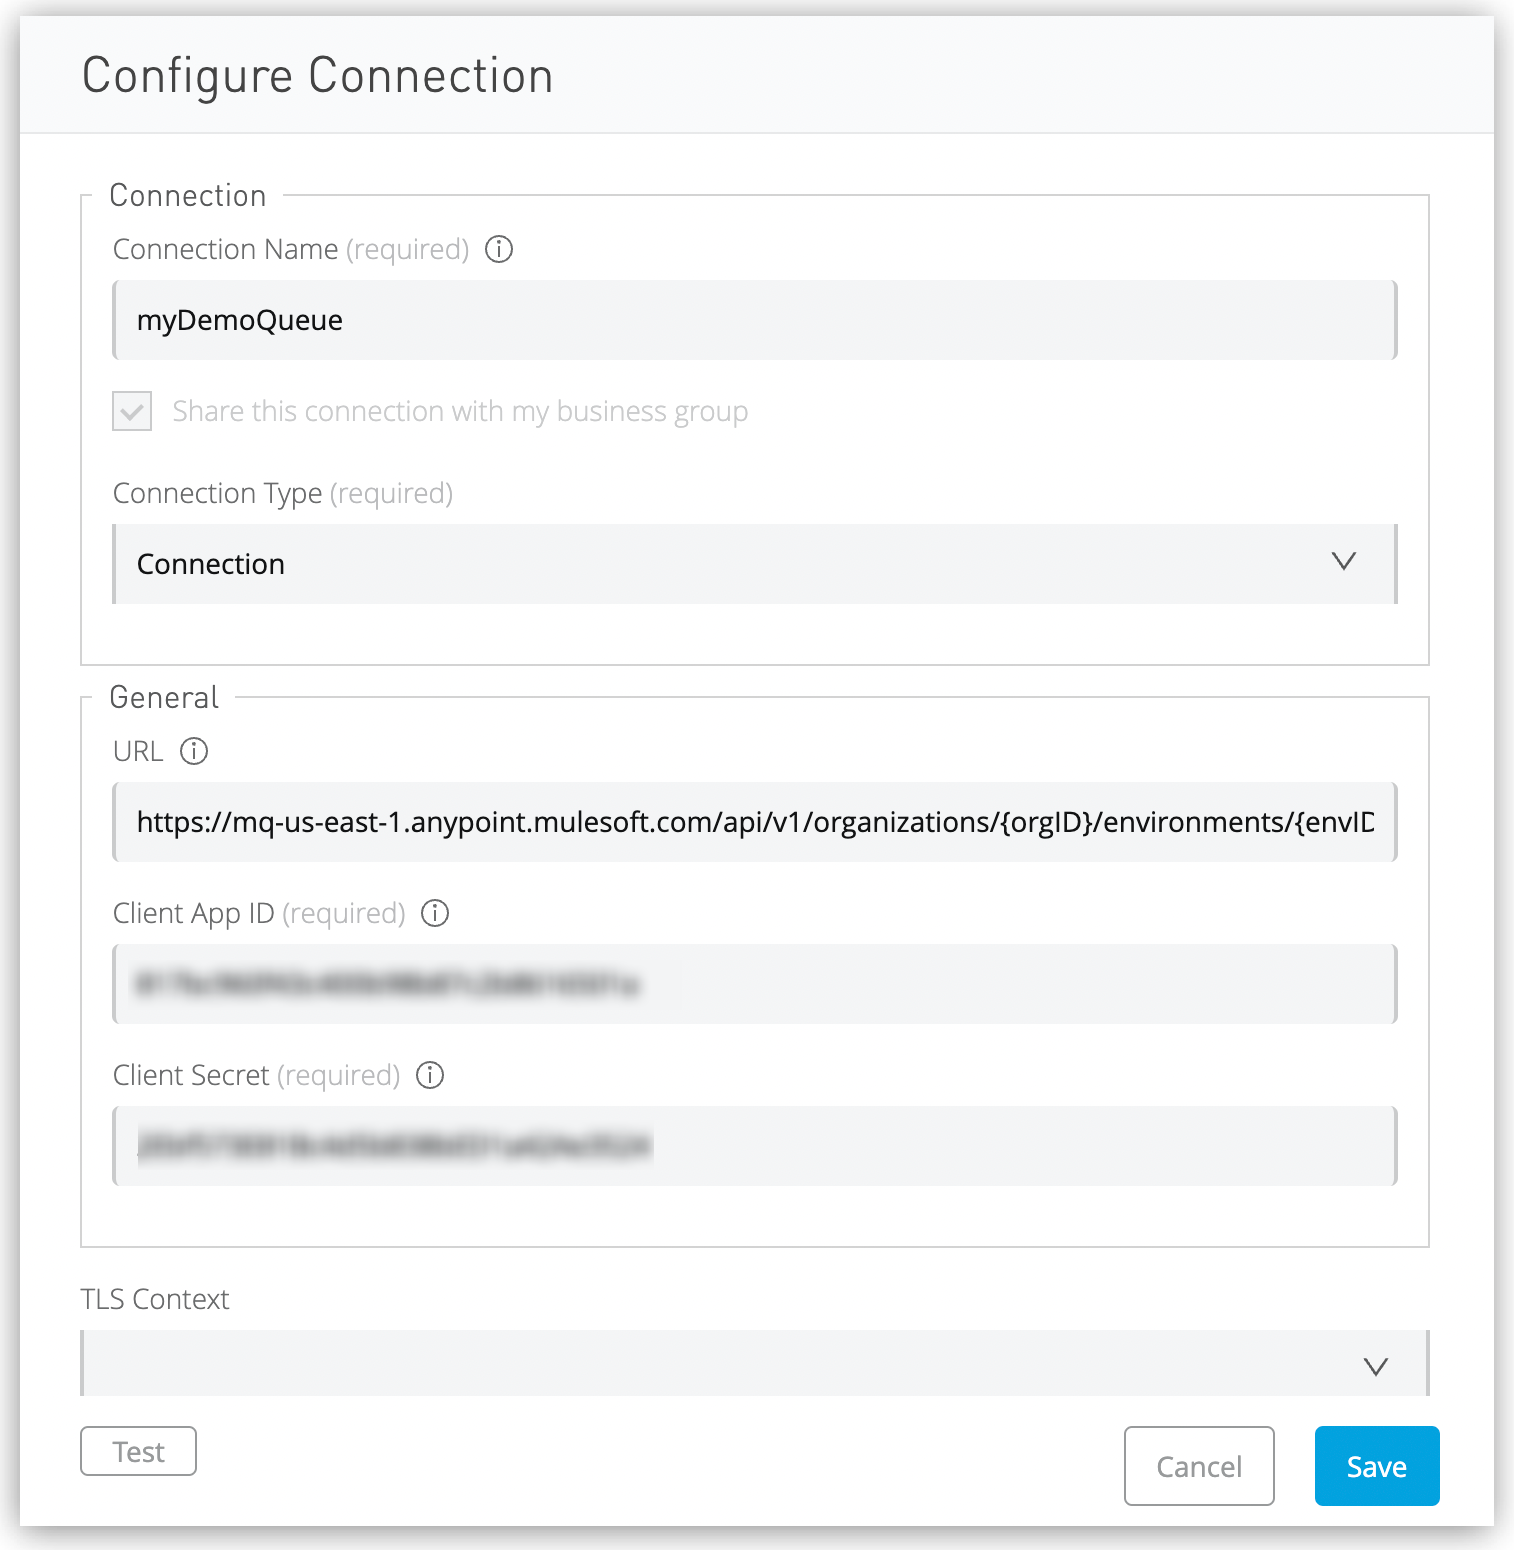 Configure Connection
Connection
Connection Name (required)
myDemoQueue
Share this connection with my business group
Connection Type (required)
Connection
General
URL
https://mq-us-east-1.anypoint.mulesoft.com/api/v1/organizations/{orgID}/environments/{envID
Client App ID (required)
Client Secret (required)
TLS Context
Test
Cancel
Save